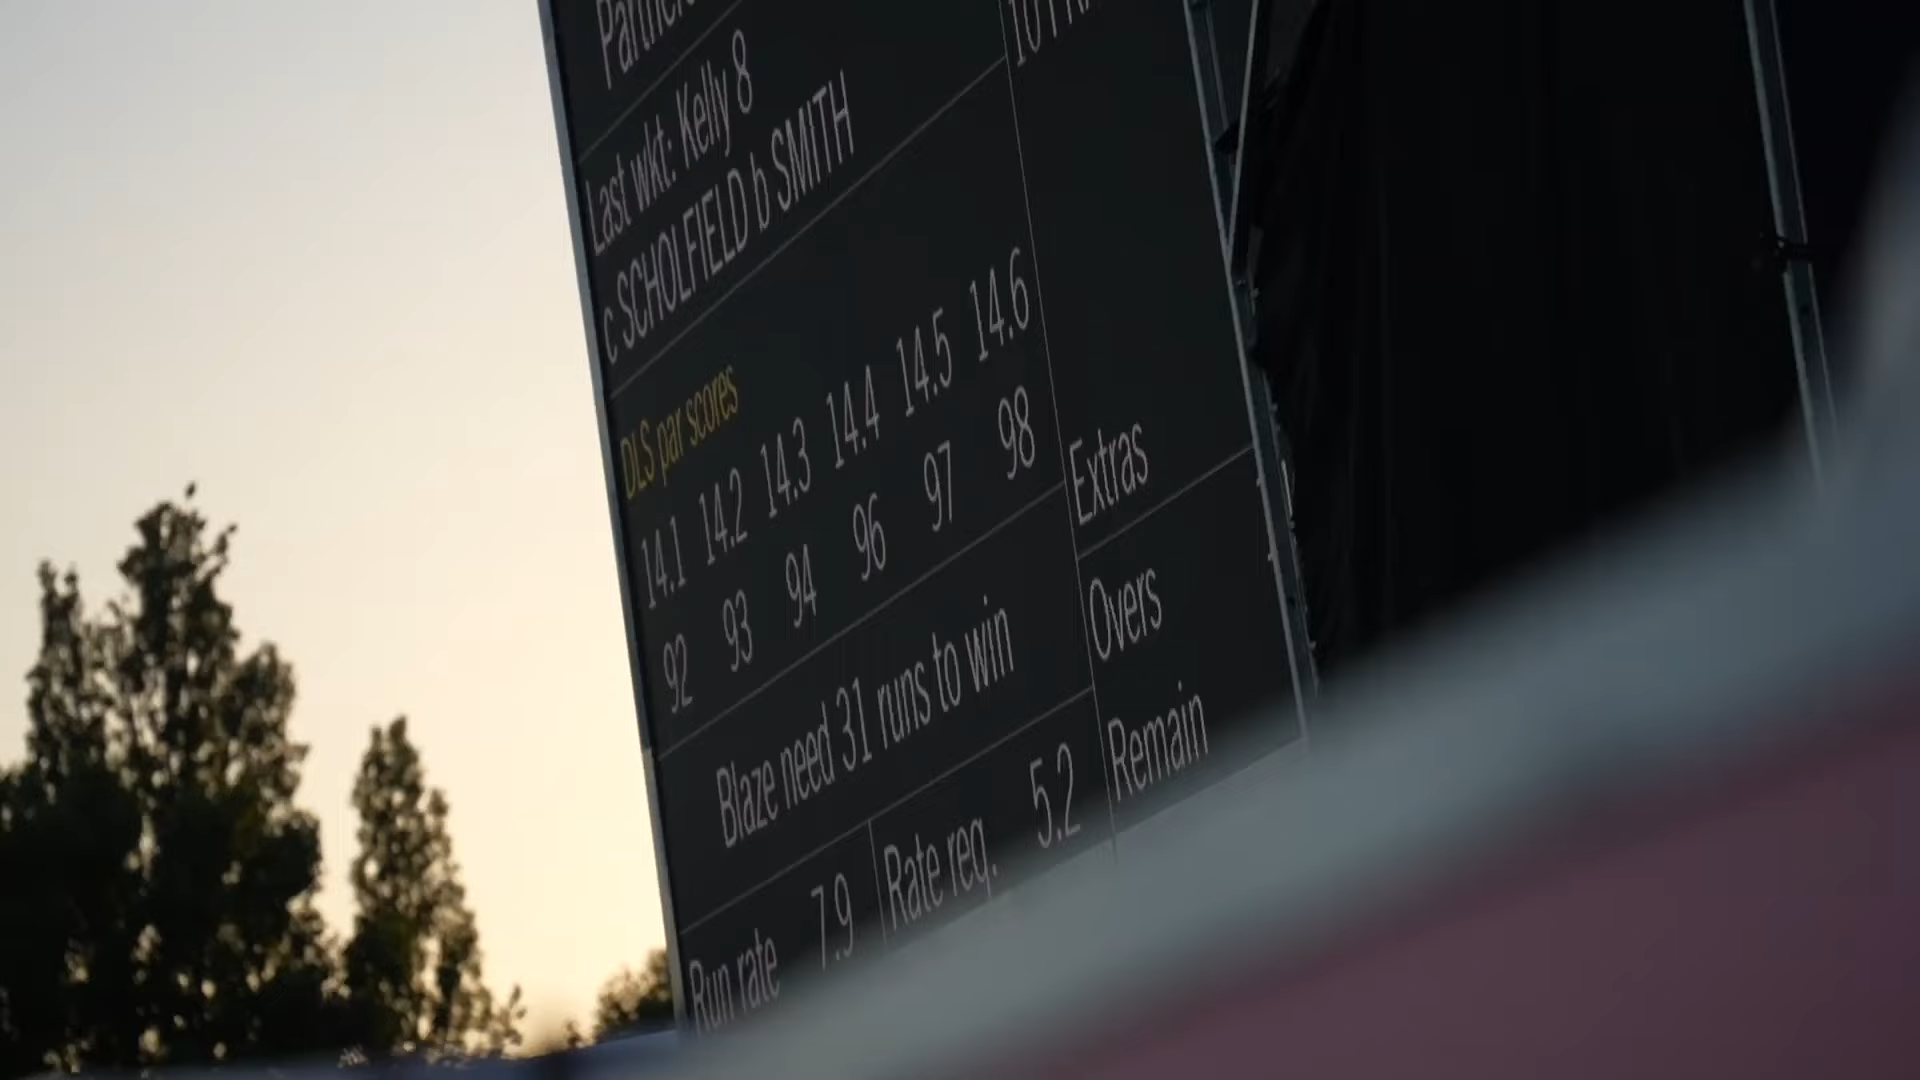 Last wkt: Kelly 8
c SCHOLFIELD b SMITH
DLS par scores
14.1 14.2 14.3 14.4 14.5 14.6
92 93 94 96 97 98
Blaze need 31 runs to win
Run rate 7.9 Rate req. 5.2
Extras
Overs
Remain